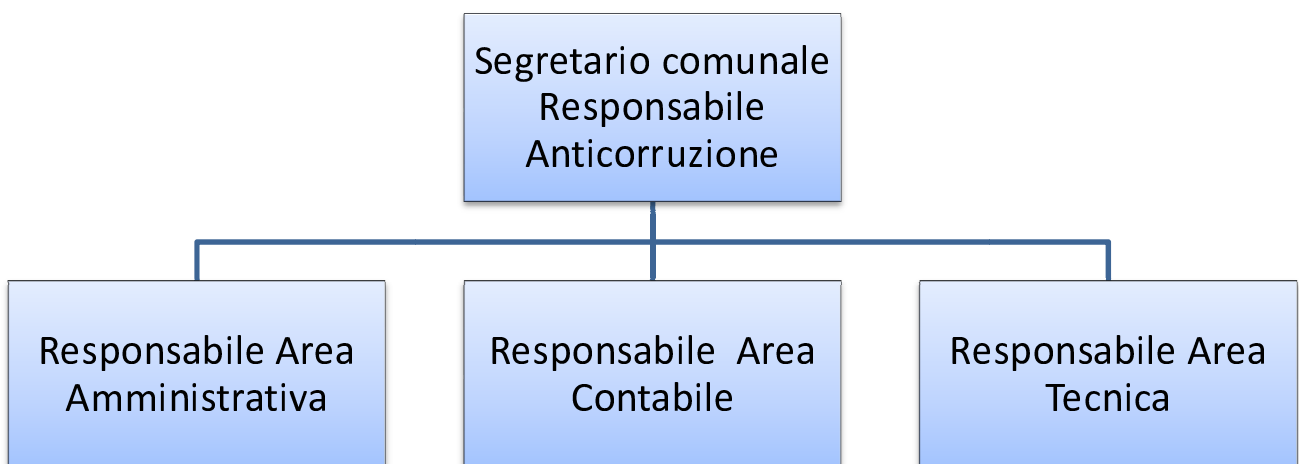 Segretario comunale
Responsabile
Anticorruzione
Responsabile Area
Amministrativa
Responsabile Area
Contabile
Responsabile Area
Tecnica